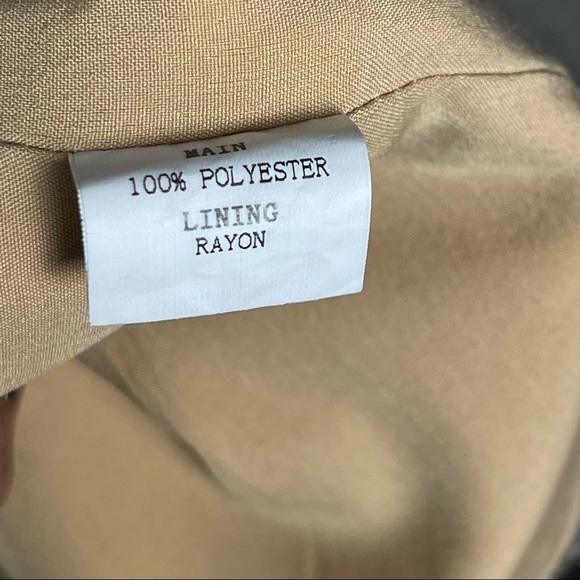 MAIN
100% POLYESTER
LINING
RAYON